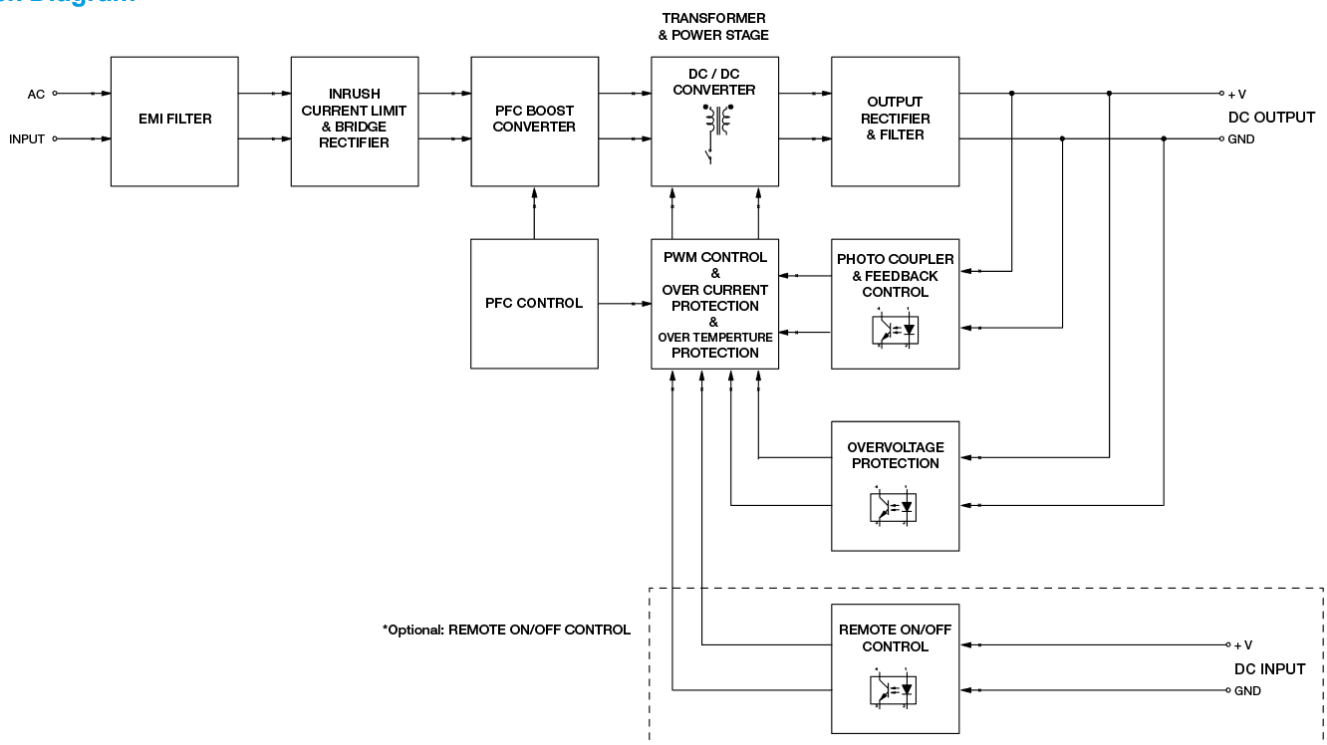 Diagram
TRANSFORMER
& POWER STAGE
AC
INPUT
EMI FILTER
INRUSH
CURRENT LIMIT
& BRIDGE
RECTIFIER
PFC BOOST
CONVERTER
DC / DC
CONVERTER
OUTPUT
RECTIFIER
& FILTER
+ V
DC OUTPUT
GND
PFC CONTROL
PWM CONTROL
&
OVER CURRENT
PROTECTION
&
OVER TEMPERTURE
PROTECTION
PHOTO COUPLER
& FEEDBACK
CONTROL
OVERVOLTAGE
PROTECTION
*Optional: REMOTE ON/OFF CONTROL
REMOTE ON/OFF
CONTROL
+ V
DC INPUT
GND